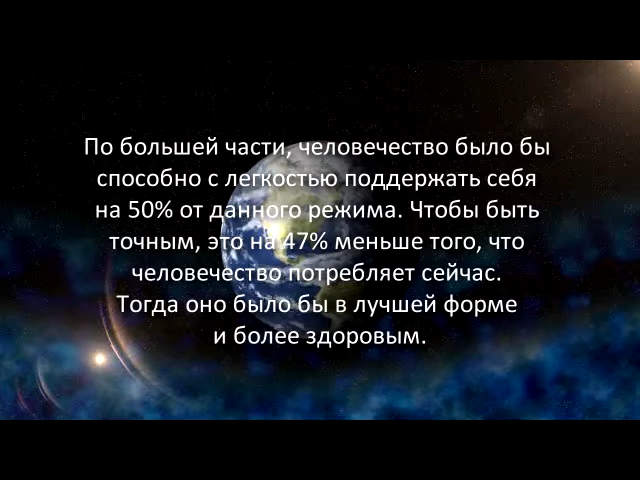 По большей части, человечество было бы
способно с легкостью поддержать себя
на 50% от данного режима. Чтобы быть
точным, это на 47% меньше того, что
человечество потребляет сейчас.
Тогда оно было бы в лучшей форме
и более здоровым.